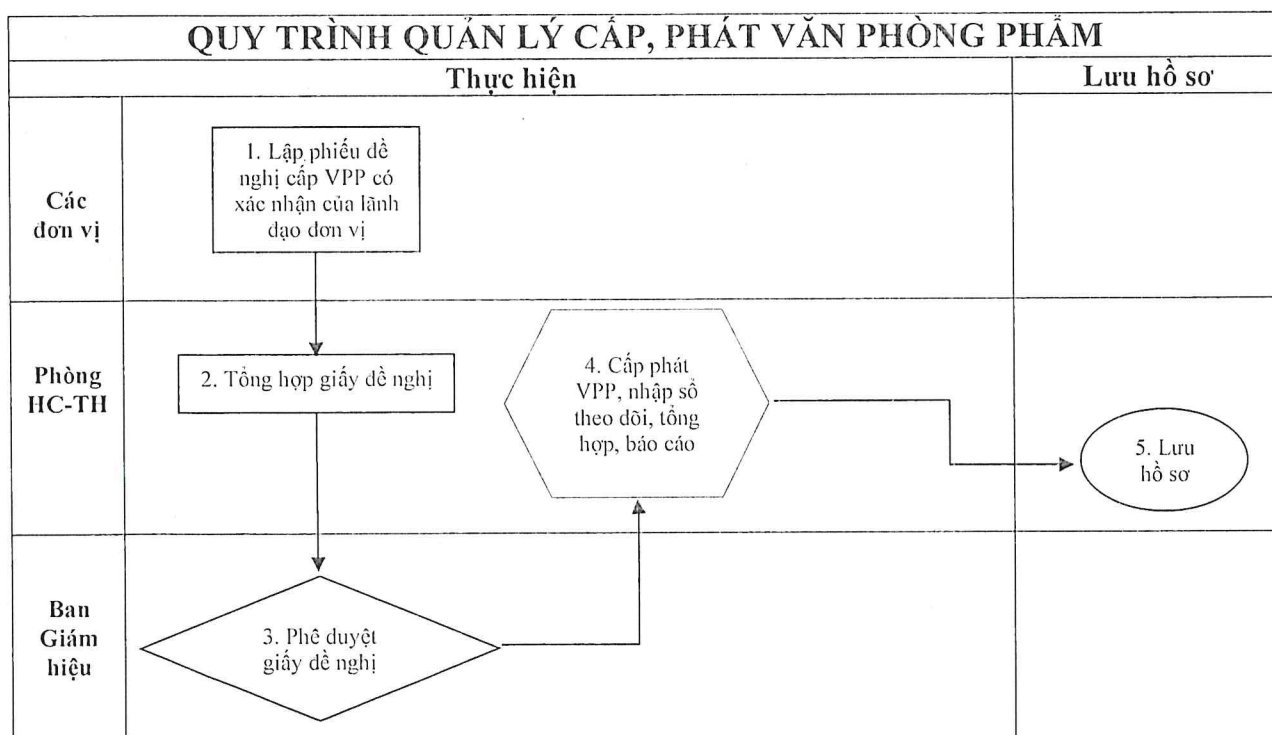 QUY TRÌNH QUẢN LÝ CẤP, PHÁT VĂN PHÒNG PHẨM
Thực hiện
Lưu hồ sơ
Các
đơn vị
1. Lập phiếu đề
nghị cấp VPP có
xác nhận của lãnh
đạo đơn vị
Phòng
HC-TH
2. Tổng hợp giấy đề nghị
4. Cấp phát
VPP, nhập sổ
theo dõi, tổng
hợp, báo cáo
5. Lưu
hồ sơ
Ban
Giám
hiệu
3. Phê duyệt
giấy đề nghị